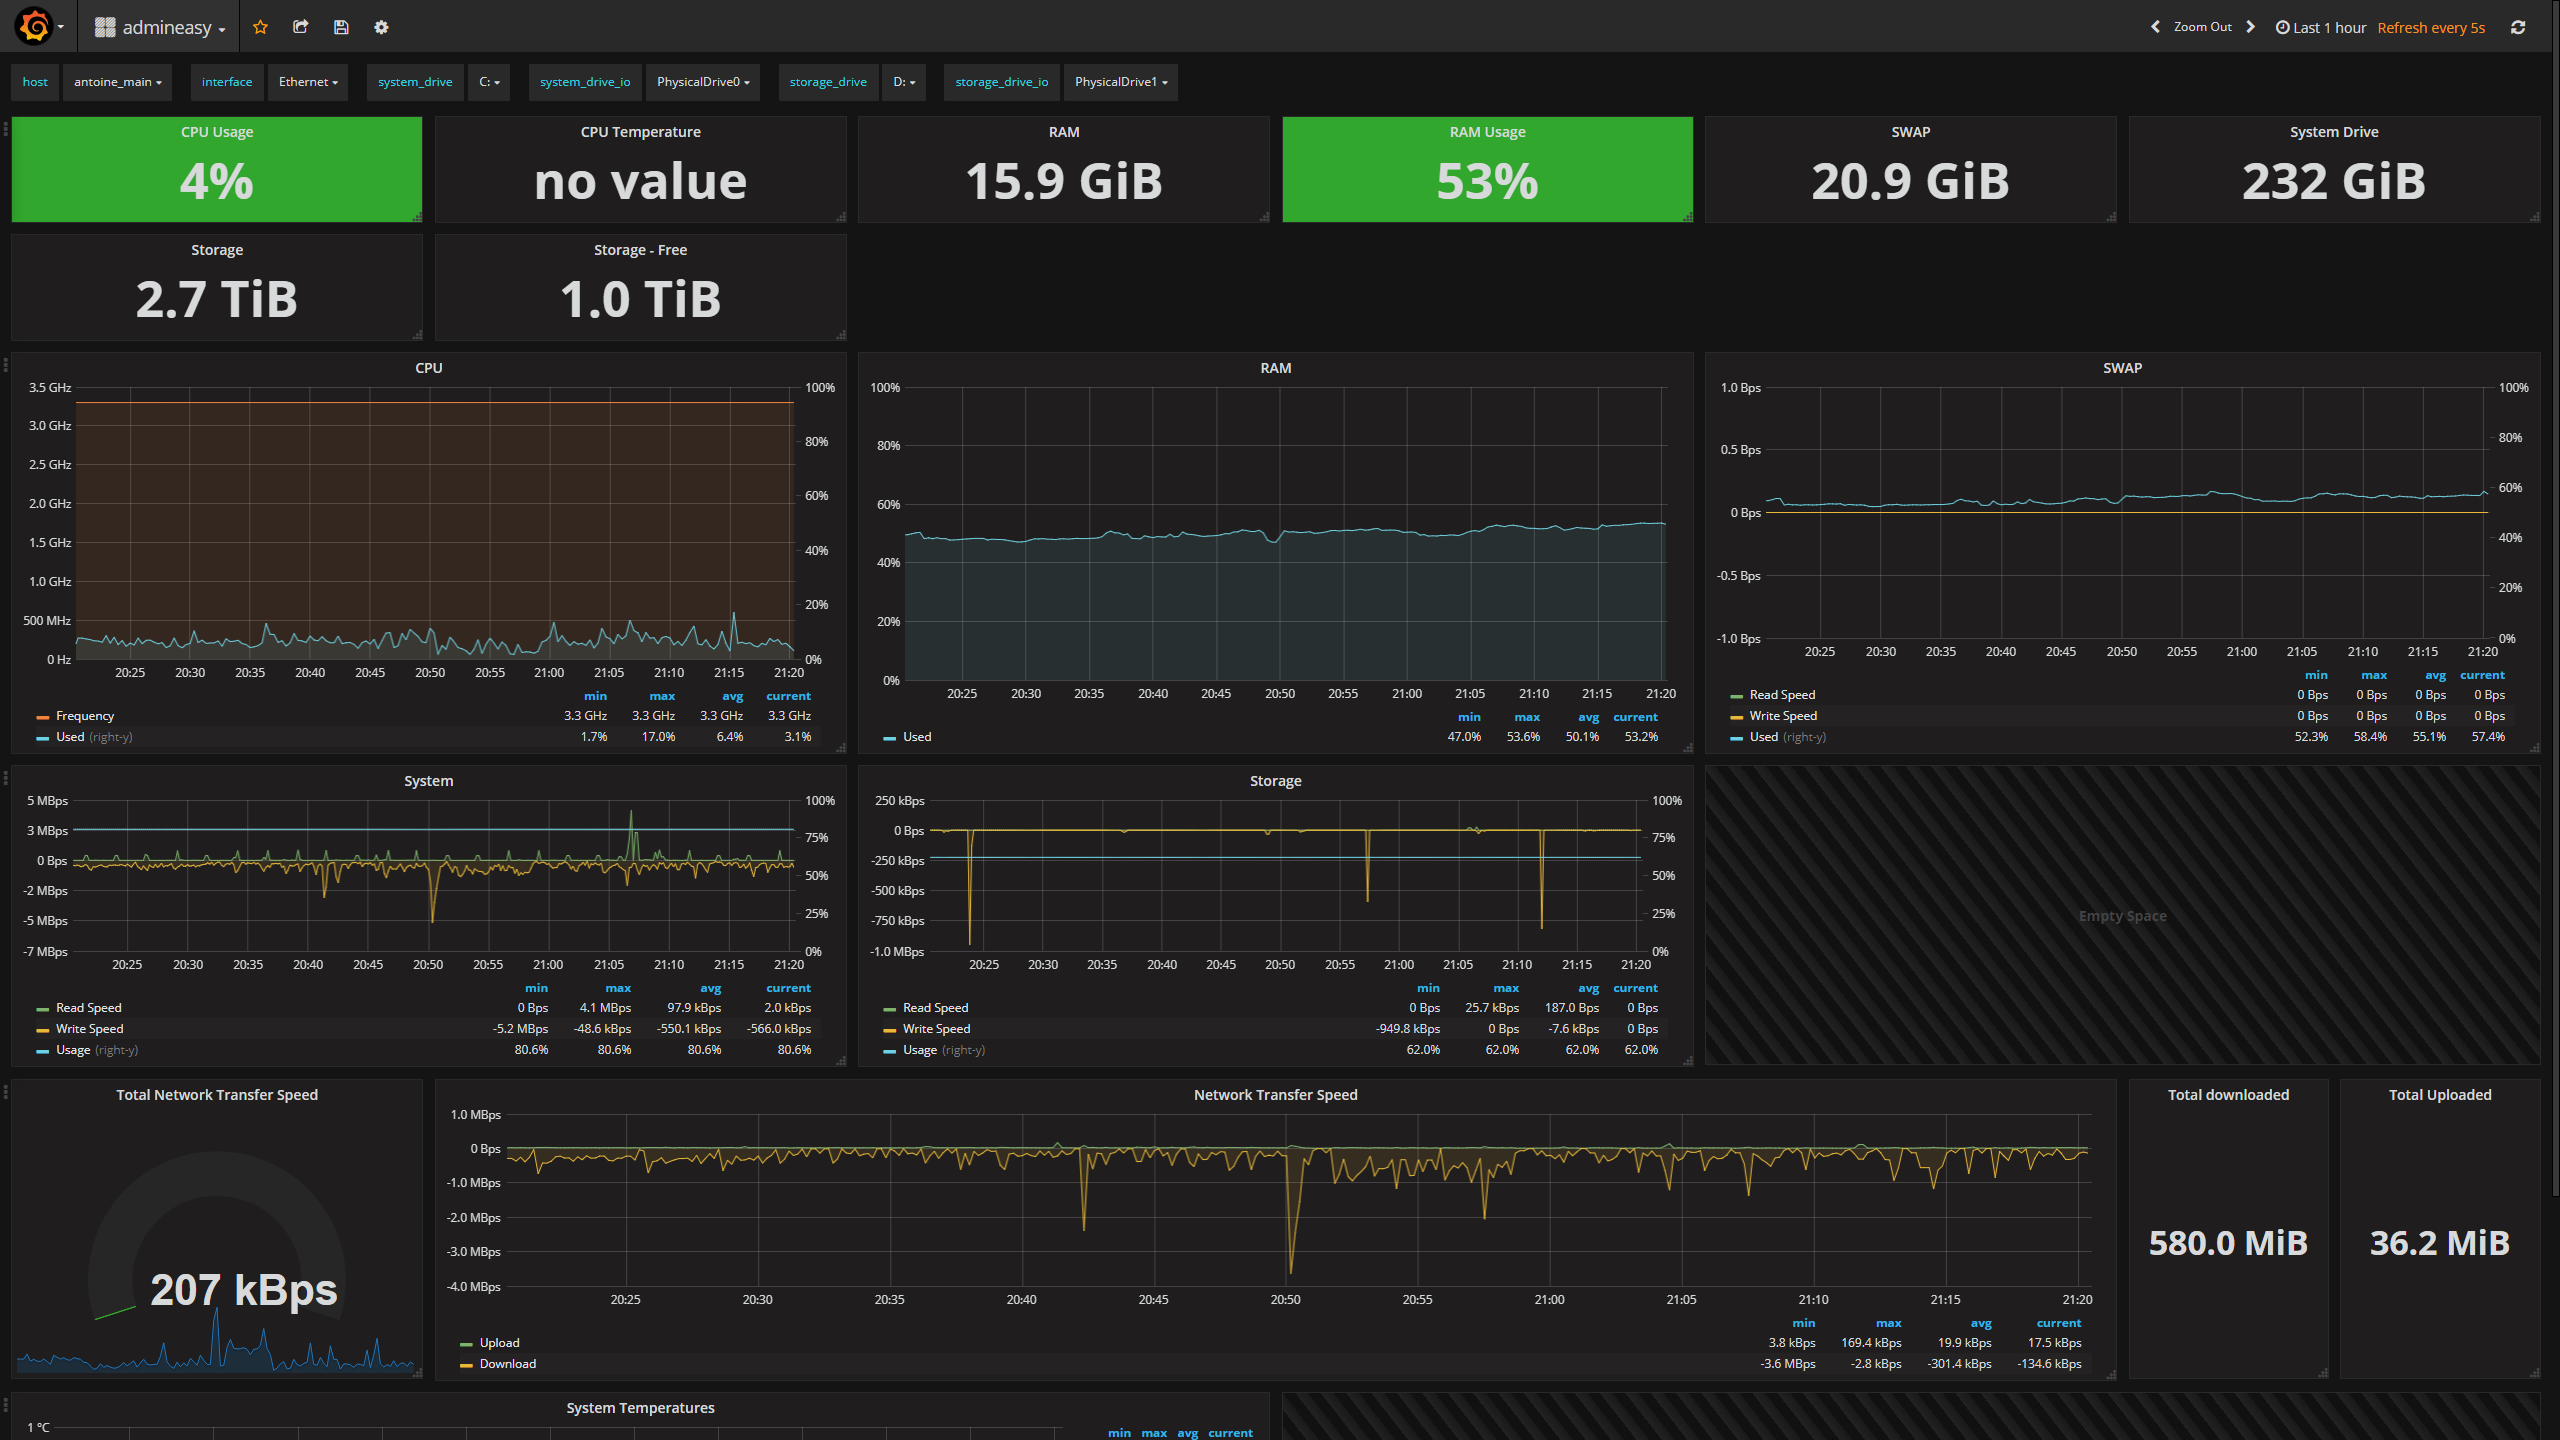 admineasy
Zoom Out
Last 1 hour Refresh every 5s
host antoine_main interface Ethernet system_drive C: system_drive_io PhysicalDrive0 storage_drive D: storage_drive_io PhysicalDrive1
CPU Usage
4%
CPU Temperature
no value
RAM
15.9 GiB
RAM Usage
53%
SWAP
20.9 GiB
System Drive
232 GiB
Storage
2.7 TiB
Storage - Free
1.0 TiB
CPU
3.5 GHz
3.0 GHz
2.5 GHz
2.0 GHz
1.5 GHz
1.0 GHz
500 MHz
0 Hz
100%
80%
60%
40%
20%
0%
20:25 20:30 20:35 20:40 20:45 20:50 20:55 21:00 21:05 21:10 21:15 21:20
min max avg current
Frequency 3.3 GHz 3.3 GHz 3.3 GHz 3.3 GHz
Used (right-y) 1.7% 17.0% 6.4% 3.1%
RAM
100%
80%
60%
40%
20%
0%
20:25 20:30 20:35 20:40 20:45 20:50 20:55 21:00 21:05 21:10 21:15 21:20
min max avg current
Used 47.0% 53.6% 50.1% 53.2%
SWAP
1.0 Bps
0.5 Bps
0 Bps
-0.5 Bps
-1.0 Bps
100%
80%
60%
40%
20%
0%
20:25 20:30 20:35 20:40 20:45 20:50 20:55 21:00 21:05 21:10 21:15 21:20
min max avg current
Read Speed 0 Bps 0 Bps 0 Bps 0 Bps
Write Speed 0 Bps 0 Bps 0 Bps 0 Bps
Used (right-y) 52.3% 58.4% 55.1% 57.4%
System
5 MBps
3 MBps
0 Bps
-2 MBps
-5 MBps
-7 MBps
100%
75%
50%
25%
0%
20:25 20:30 20:35 20:40 20:45 20:50 20:55 21:00 21:05 21:10 21:15 21:20
min max avg current
Read Speed 0 Bps 4.1 MBps 97.9 kBps 2.0 kBps
Write Speed -5.2 MBps -48.6 kBps -550.1 kBps -566.0 kBps
Usage (right-y) 80.6% 80.6% 80.6% 80.6%
Storage
250 kBps
0 Bps
-250 kBps
-500 kBps
-750 kBps
-1.0 MBps
100%
75%
50%
25%
0%
20:25 20:30 20:35 20:40 20:45 20:50 20:55 21:00 21:05 21:10 21:15 21:20
min max avg current
Read Speed 0 Bps 25.7 kBps 187.0 Bps 0 Bps
Write Speed -949.8 kBps 0 Bps -7.6 kBps 0 Bps
Usage (right-y) 62.0% 62.0% 62.0% 62.0%
Empty Space
Total Network Transfer Speed
207 kBps
Network Transfer Speed
1.0 MBps
0 Bps
-1.0 MBps
-2.0 MBps
-3.0 MBps
-4.0 MBps
20:25 20:30 20:35 20:40 20:45 20:50 20:55 21:00 21:05 21:10 21:15 21:20
min max avg current
Upload 3.8 kBps 169.4 kBps 19.9 kBps 17.5 kBps
Download -3.6 MBps -2.8 kBps -301.4 kBps -134.6 kBps
Total downloaded
580.0 MiB
Total Uploaded
36.2 MiB
System Temperatures
1 °C
min max avg current